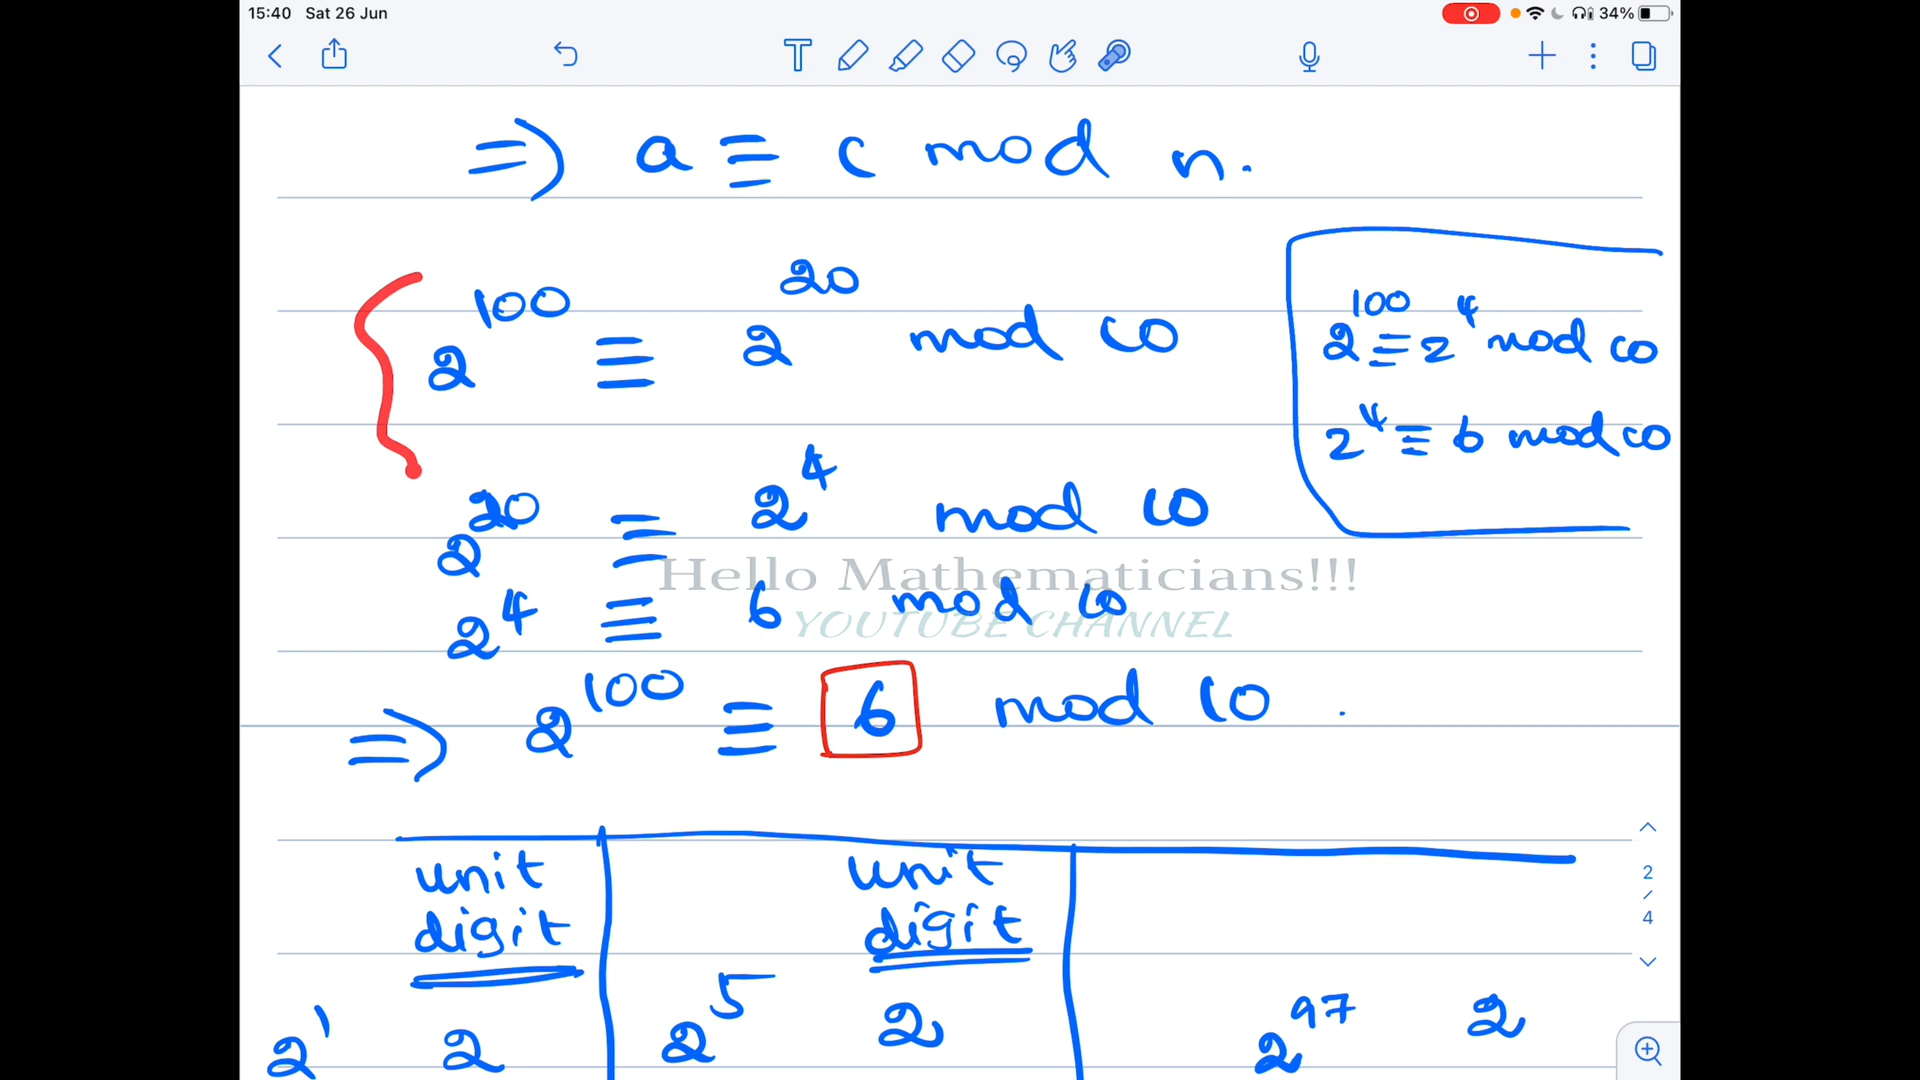 15:40 Sat 26 Jun 34%
⇒ a ≡ c mod n.
2^100 ≡ 2^20 mod 10
2^20 ≡ 2^4 mod 10
2^4 ≡ 6 mod 10
⇒ 2^100 ≡ 6 mod 10 .
2^100 ≡ 2^4 mod 10
2^4 ≡ 6 mod 10
Hello Mathematicians!!!
YOUTUBE CHANNEL
unit digit unit digit
2^1 2 2^5 2 2^97 2
2
/
4